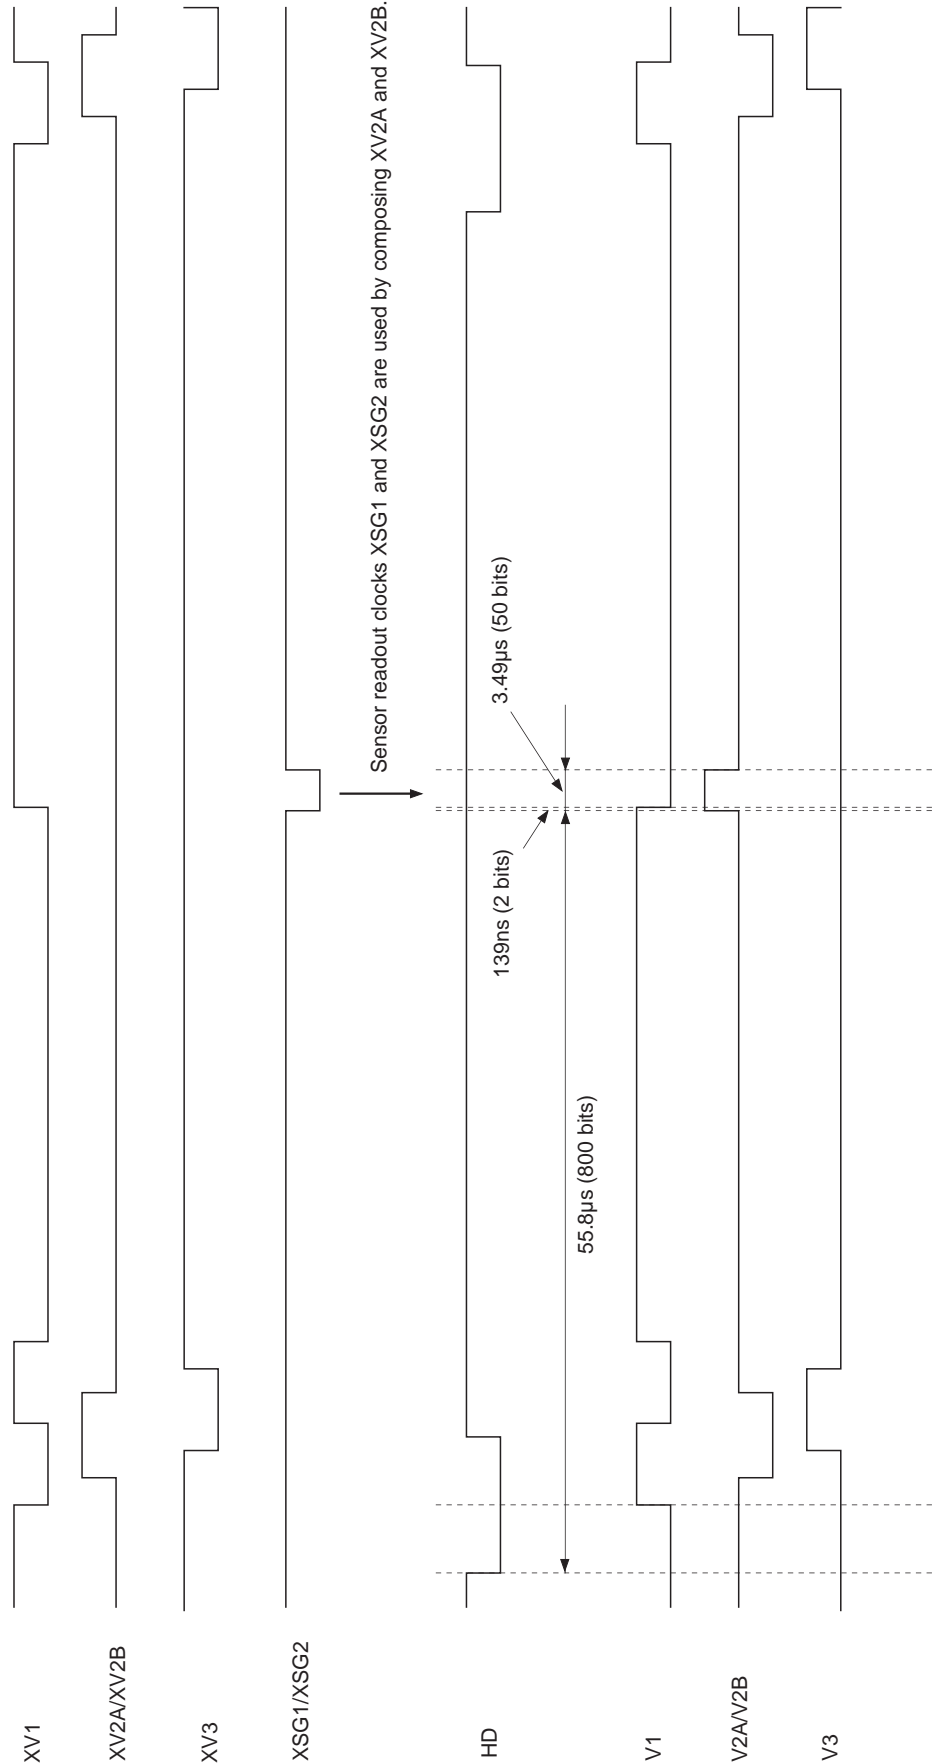 XV1
XV2A/XV2B
XV3
XSG1/XSG2
Sensor readout clocks XSG1 and XSG2 are used by composing XV2A and XV2B.
HD
139ns (2 bits)
3.49µs (50 bits)
55.8µs (800 bits)
V1
V2A/V2B
V3